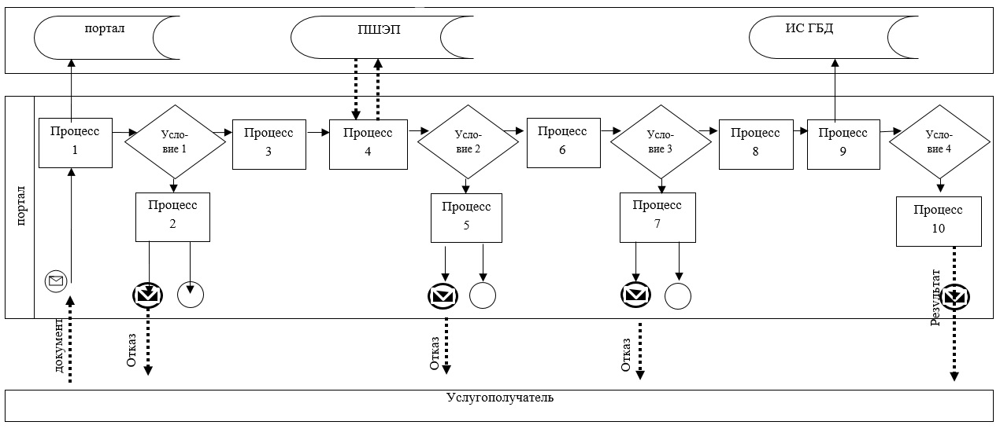 портал
ПШЭП
ИС ГБД
портал
Процесс
1
Усло-
вие 1
Процесс
3
Процесс
4
Усло-
вие 2
Процесс
6
Усло-
вие 3
Процесс
8
Процесс
9
Усло-
вие 4
Процесс
2
Процесс
5
Процесс
7
Процесс
10
документ
Отказ
Отказ
Отказ
Результат
Услугополучатель